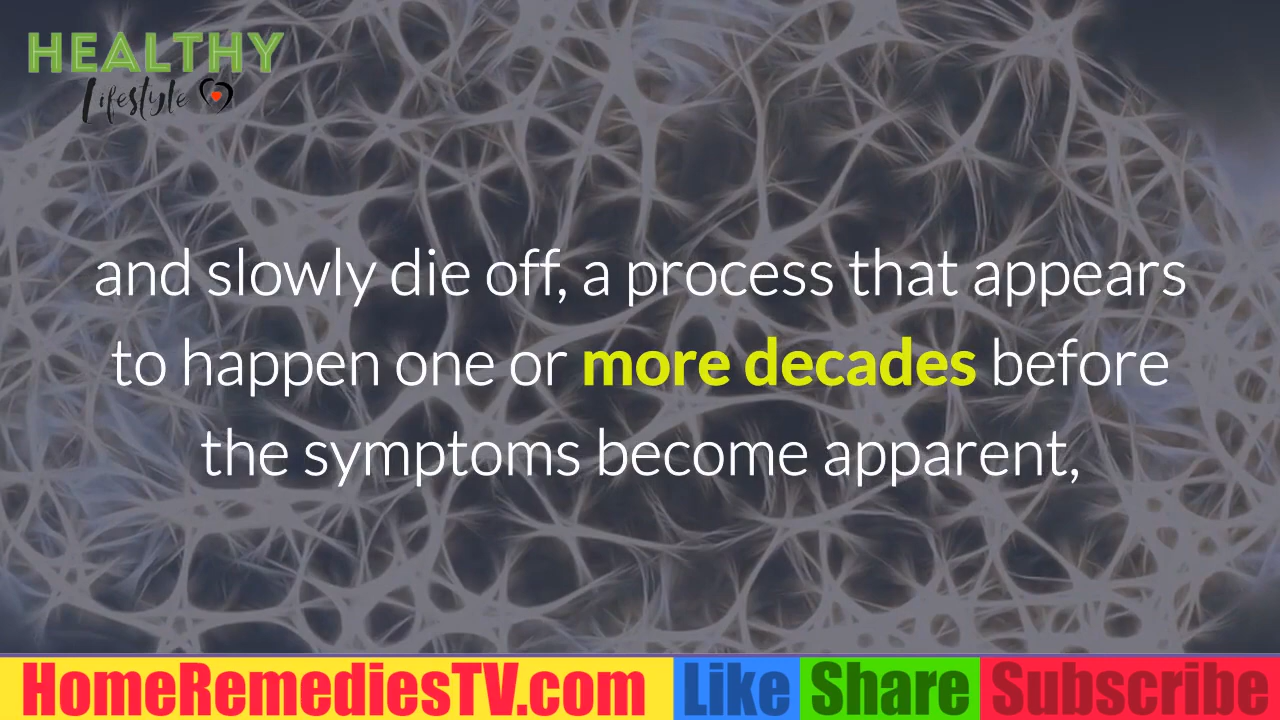 HEALTHY
Lifestyle
and slowly die off, a process that appears
to happen one or more decades before
the symptoms become apparent,
HomeRemediesTV.com Like Share Subscribe